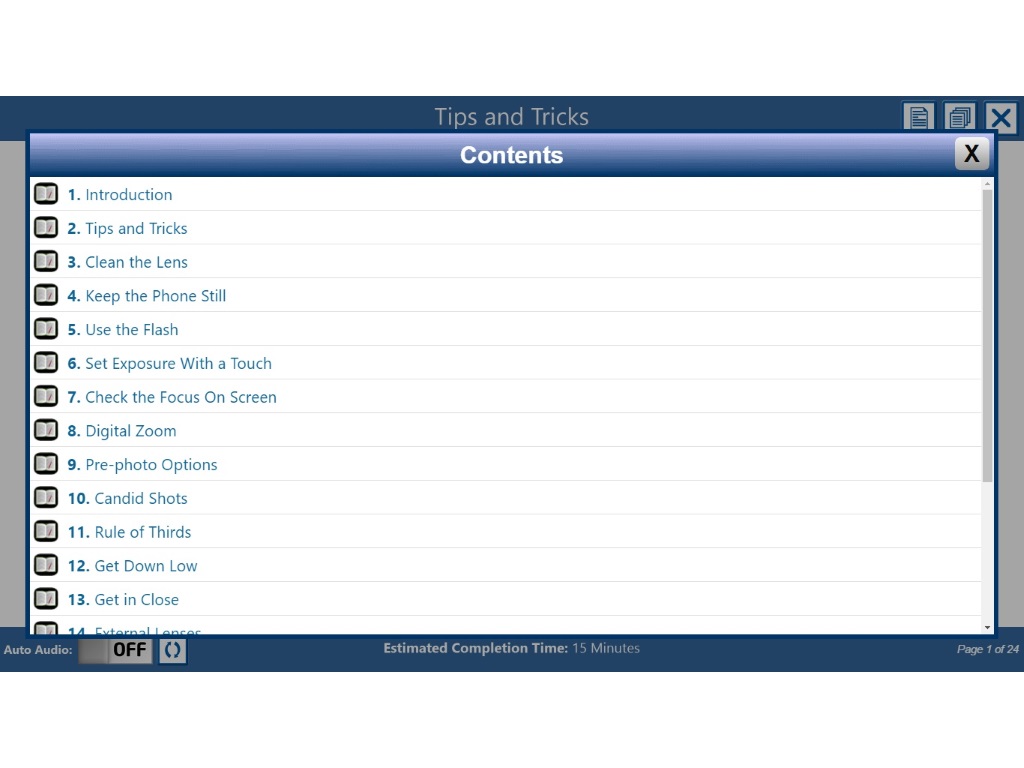 Tips and Tricks
Contents
X
1. Introduction
2. Tips and Tricks
3. Clean the Lens
4. Keep the Phone Still
5. Use the Flash
6. Set Exposure With a Touch
7. Check the Focus On Screen
8. Digital Zoom
9. Pre-photo Options
10. Candid Shots
11. Rule of Thirds
12. Get Down Low
13. Get in Close
14. External Lenses
Auto Audio: OFF Estimated Completion Time: 15 Minutes Page 1 of 24